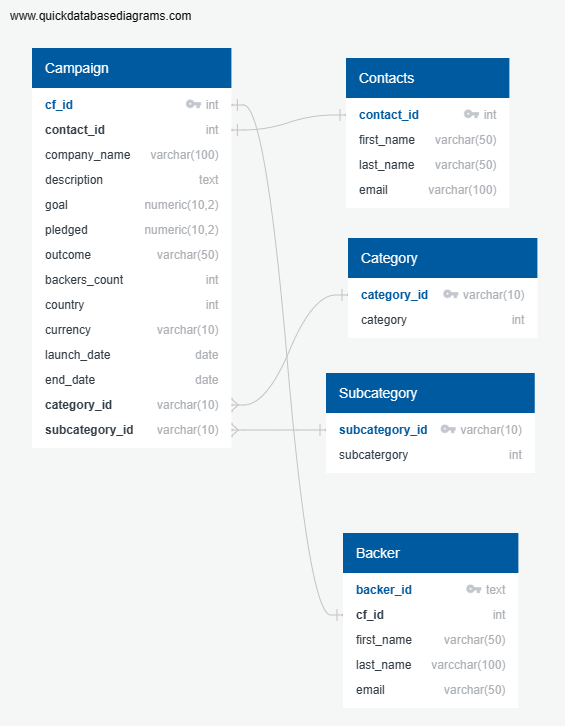 www.quickdatabasediagrams.com
Campaign
cf_id int
contact_id int
company_name varchar(100)
description text
goal numeric(10,2)
pledged numeric(10,2)
outcome varchar(50)
backers_count int
country int
currency varchar(10)
launch_date date
end_date date
category_id varchar(10)
subcategory_id varchar(10)
Contacts
contact_id int
first_name varchar(50)
last_name varchar(50)
email varchar(100)
Category
category_id varchar(10)
category int
Subcategory
subcategory_id varchar(10)
subcatergory int
Backer
backer_id text
cf_id int
first_name varchar(50)
last_name varcchar(100)
email varchar(50)